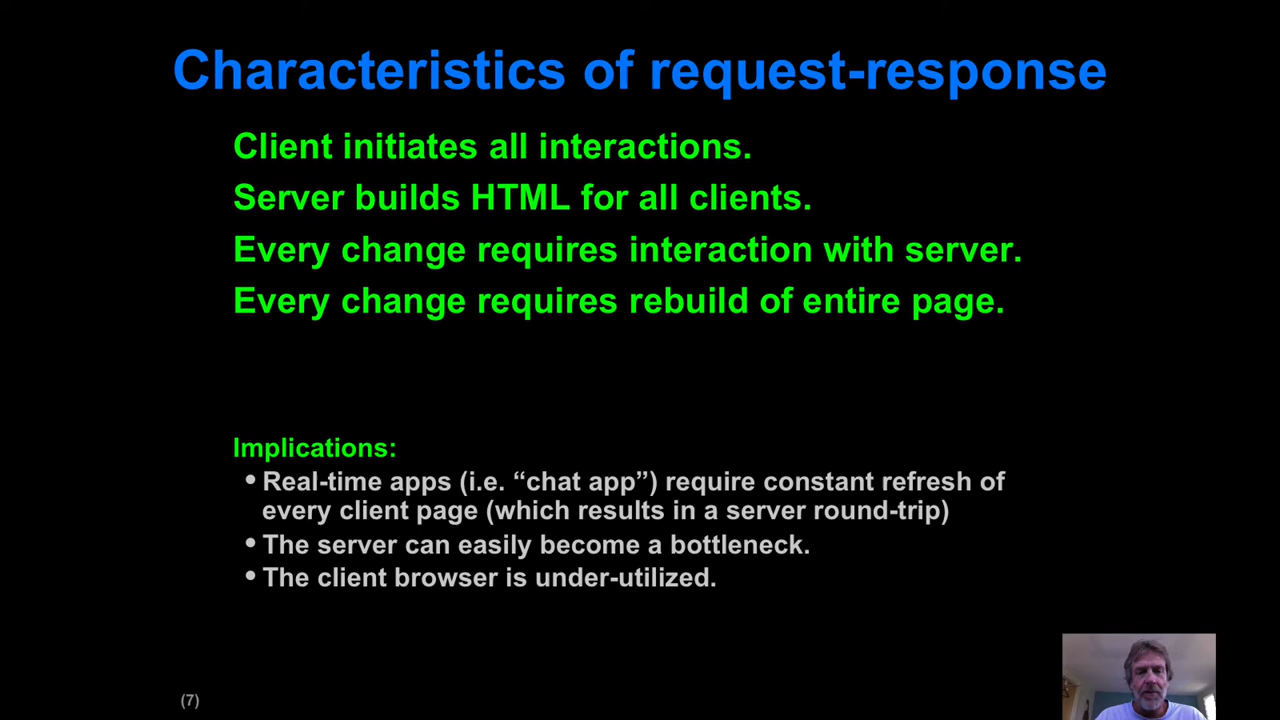 Characteristics of request-response
Client initiates all interactions.
Server builds HTML for all clients.
Every change requires interaction with server.
Every change requires rebuild of entire page.
Implications:
• Real-time apps (i.e. “chat app”) require constant refresh of
every client page (which results in a server round-trip)
• The server can easily become a bottleneck.
• The client browser is under-utilized.
(7)